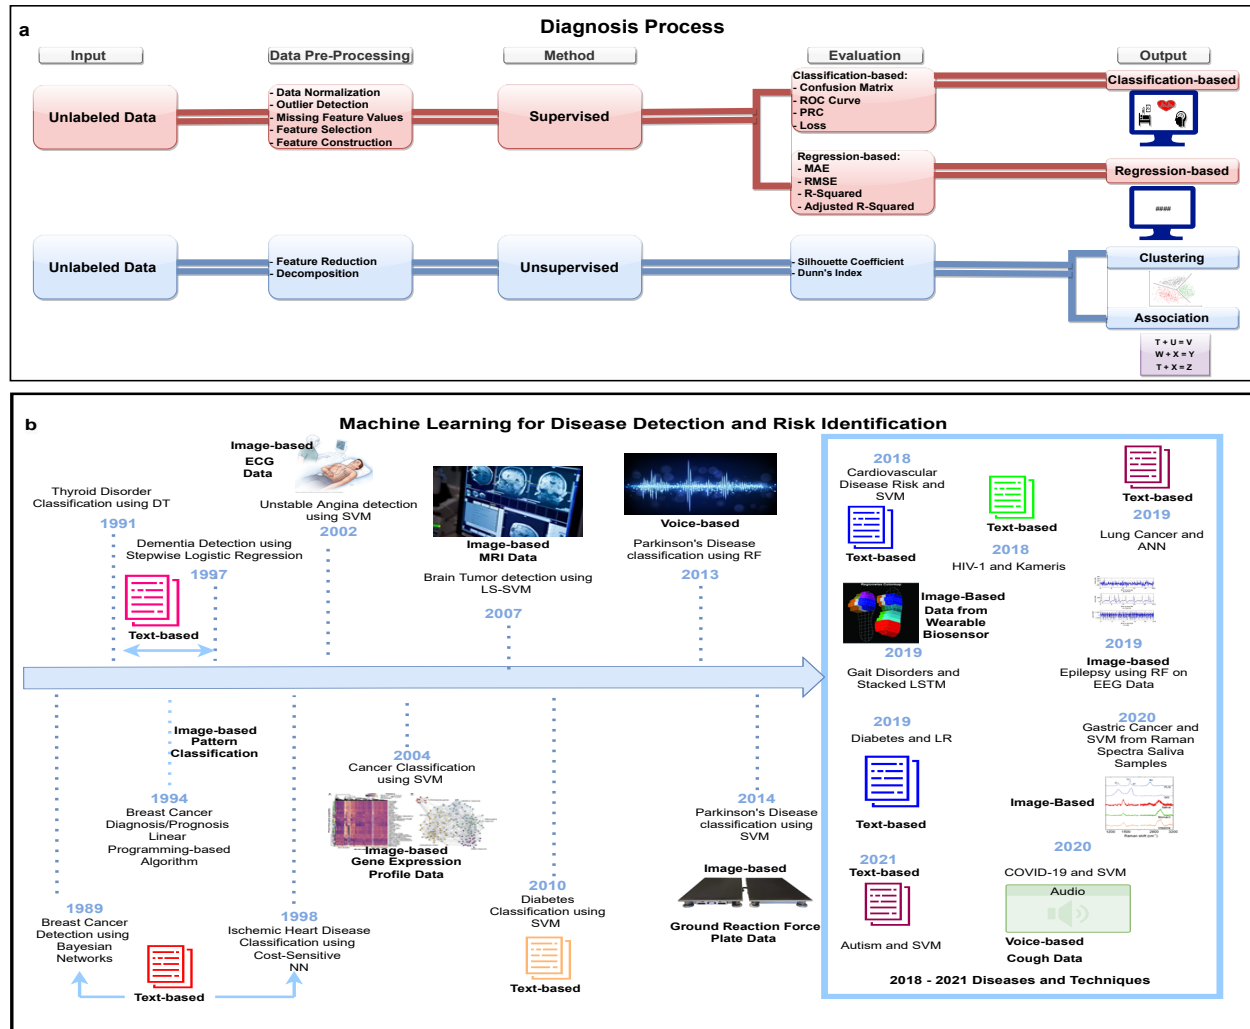 a
Diagnosis Process
Input
Data Pre-Processing
Method
Evaluation
Output
Unlabeled Data
- Data Normalization
- Outlier Detection
- Missing Feature Values
- Feature Selection
- Feature Construction
Supervised
Classification-based:
- Confusion Matrix
- ROC Curve
- PRC
- Loss
Regression-based:
- MAE
- RMSE
- R-Squared
- Adjusted R-Squared
Classification-based
Regression-based
####
Unlabeled Data
- Feature Reduction
- Decomposition
Unsupervised
- Silhouette Coefficient
- Dunn's Index
Clustering
Association
T + U = V
W + X = Y
T + X = Z
b
Machine Learning for Disease Detection and Risk Identification
Thyroid Disorder
Classification using DT
1991
Dementia Detection using
Stepwise Logistic Regression
1997
Text-based
Image-based
ECG
Data
Unstable Angina detection
using SVM
2002
Image-based
MRI Data
Brain Tumor detection using
LS-SVM
2007
Voice-based
Parkinson's Disease
classification using RF
2013
Image-based
Pattern
Classification
1994
Breast Cancer
Diagnosis/Prognosis
Linear
Programming-based
Algorithm
1989
Breast Cancer
Detection using
Bayesian
Networks
Text-based
1998
Ischemic Heart Disease
Classification using
Cost-Sensitive
NN
2004
Cancer Classification
using SVM
Image-based
Gene Expression
Profile Data
2010
Diabetes
Classification using
SVM
Text-based
2014
Parkinson's Disease
classification using
SVM
Image-based
Ground Reaction Force
Plate Data
2018
Cardiovascular
Disease Risk and
SVM
Text-based
Text-based
2018
HIV-1 and Kameris
Text-based
2019
Lung Cancer and
ANN
Image-Based
Data from
Wearable
Biosensor
2019
Gait Disorders and
Stacked LSTM
2019
Image-based
Epilepsy using RF on
EEG Data
2019
Diabetes and LR
Text-based
2020
Gastric Cancer and
SVM from Raman
Spectra Saliva
Samples
Image-Based
2021
Text-based
Autism and SVM
2020
COVID-19 and SVM
Audio
Voice-based
Cough Data
2018 - 2021 Diseases and Techniques